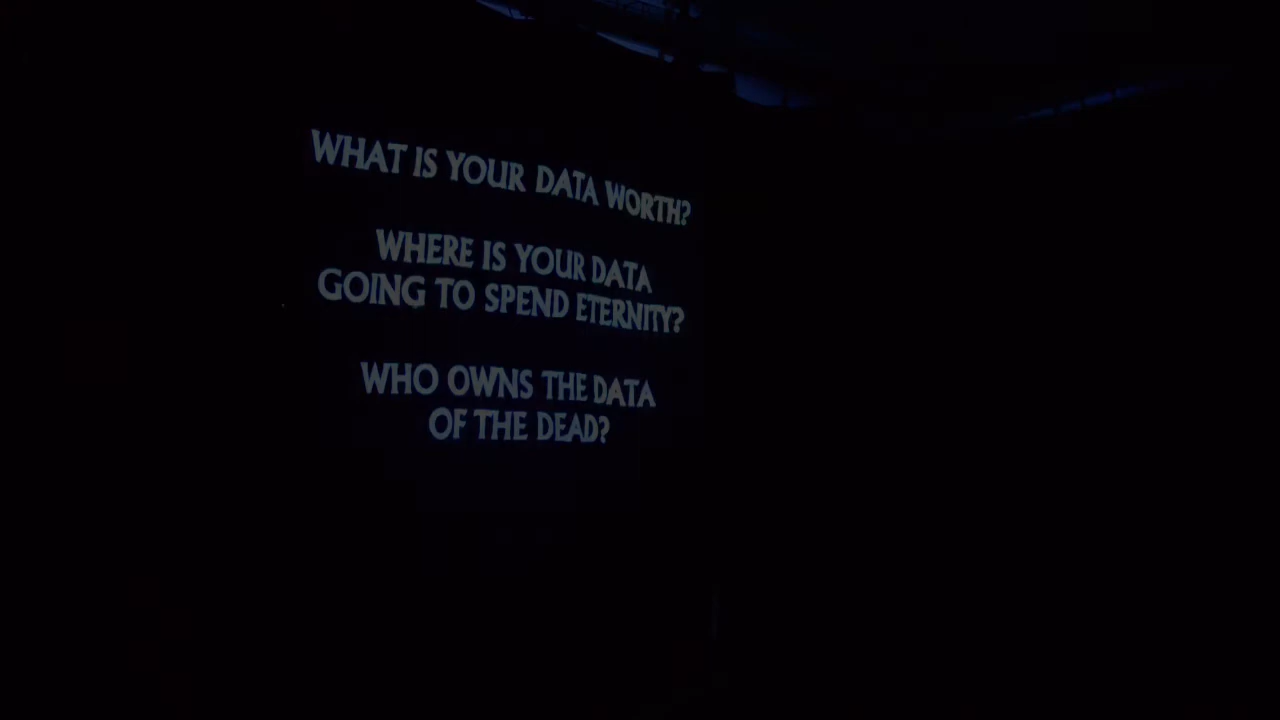 WHAT IS YOUR DATA WORTH?
WHERE IS YOUR DATA
GOING TO SPEND ETERNITY?
WHO OWNS THE DATA
OF THE DEAD?